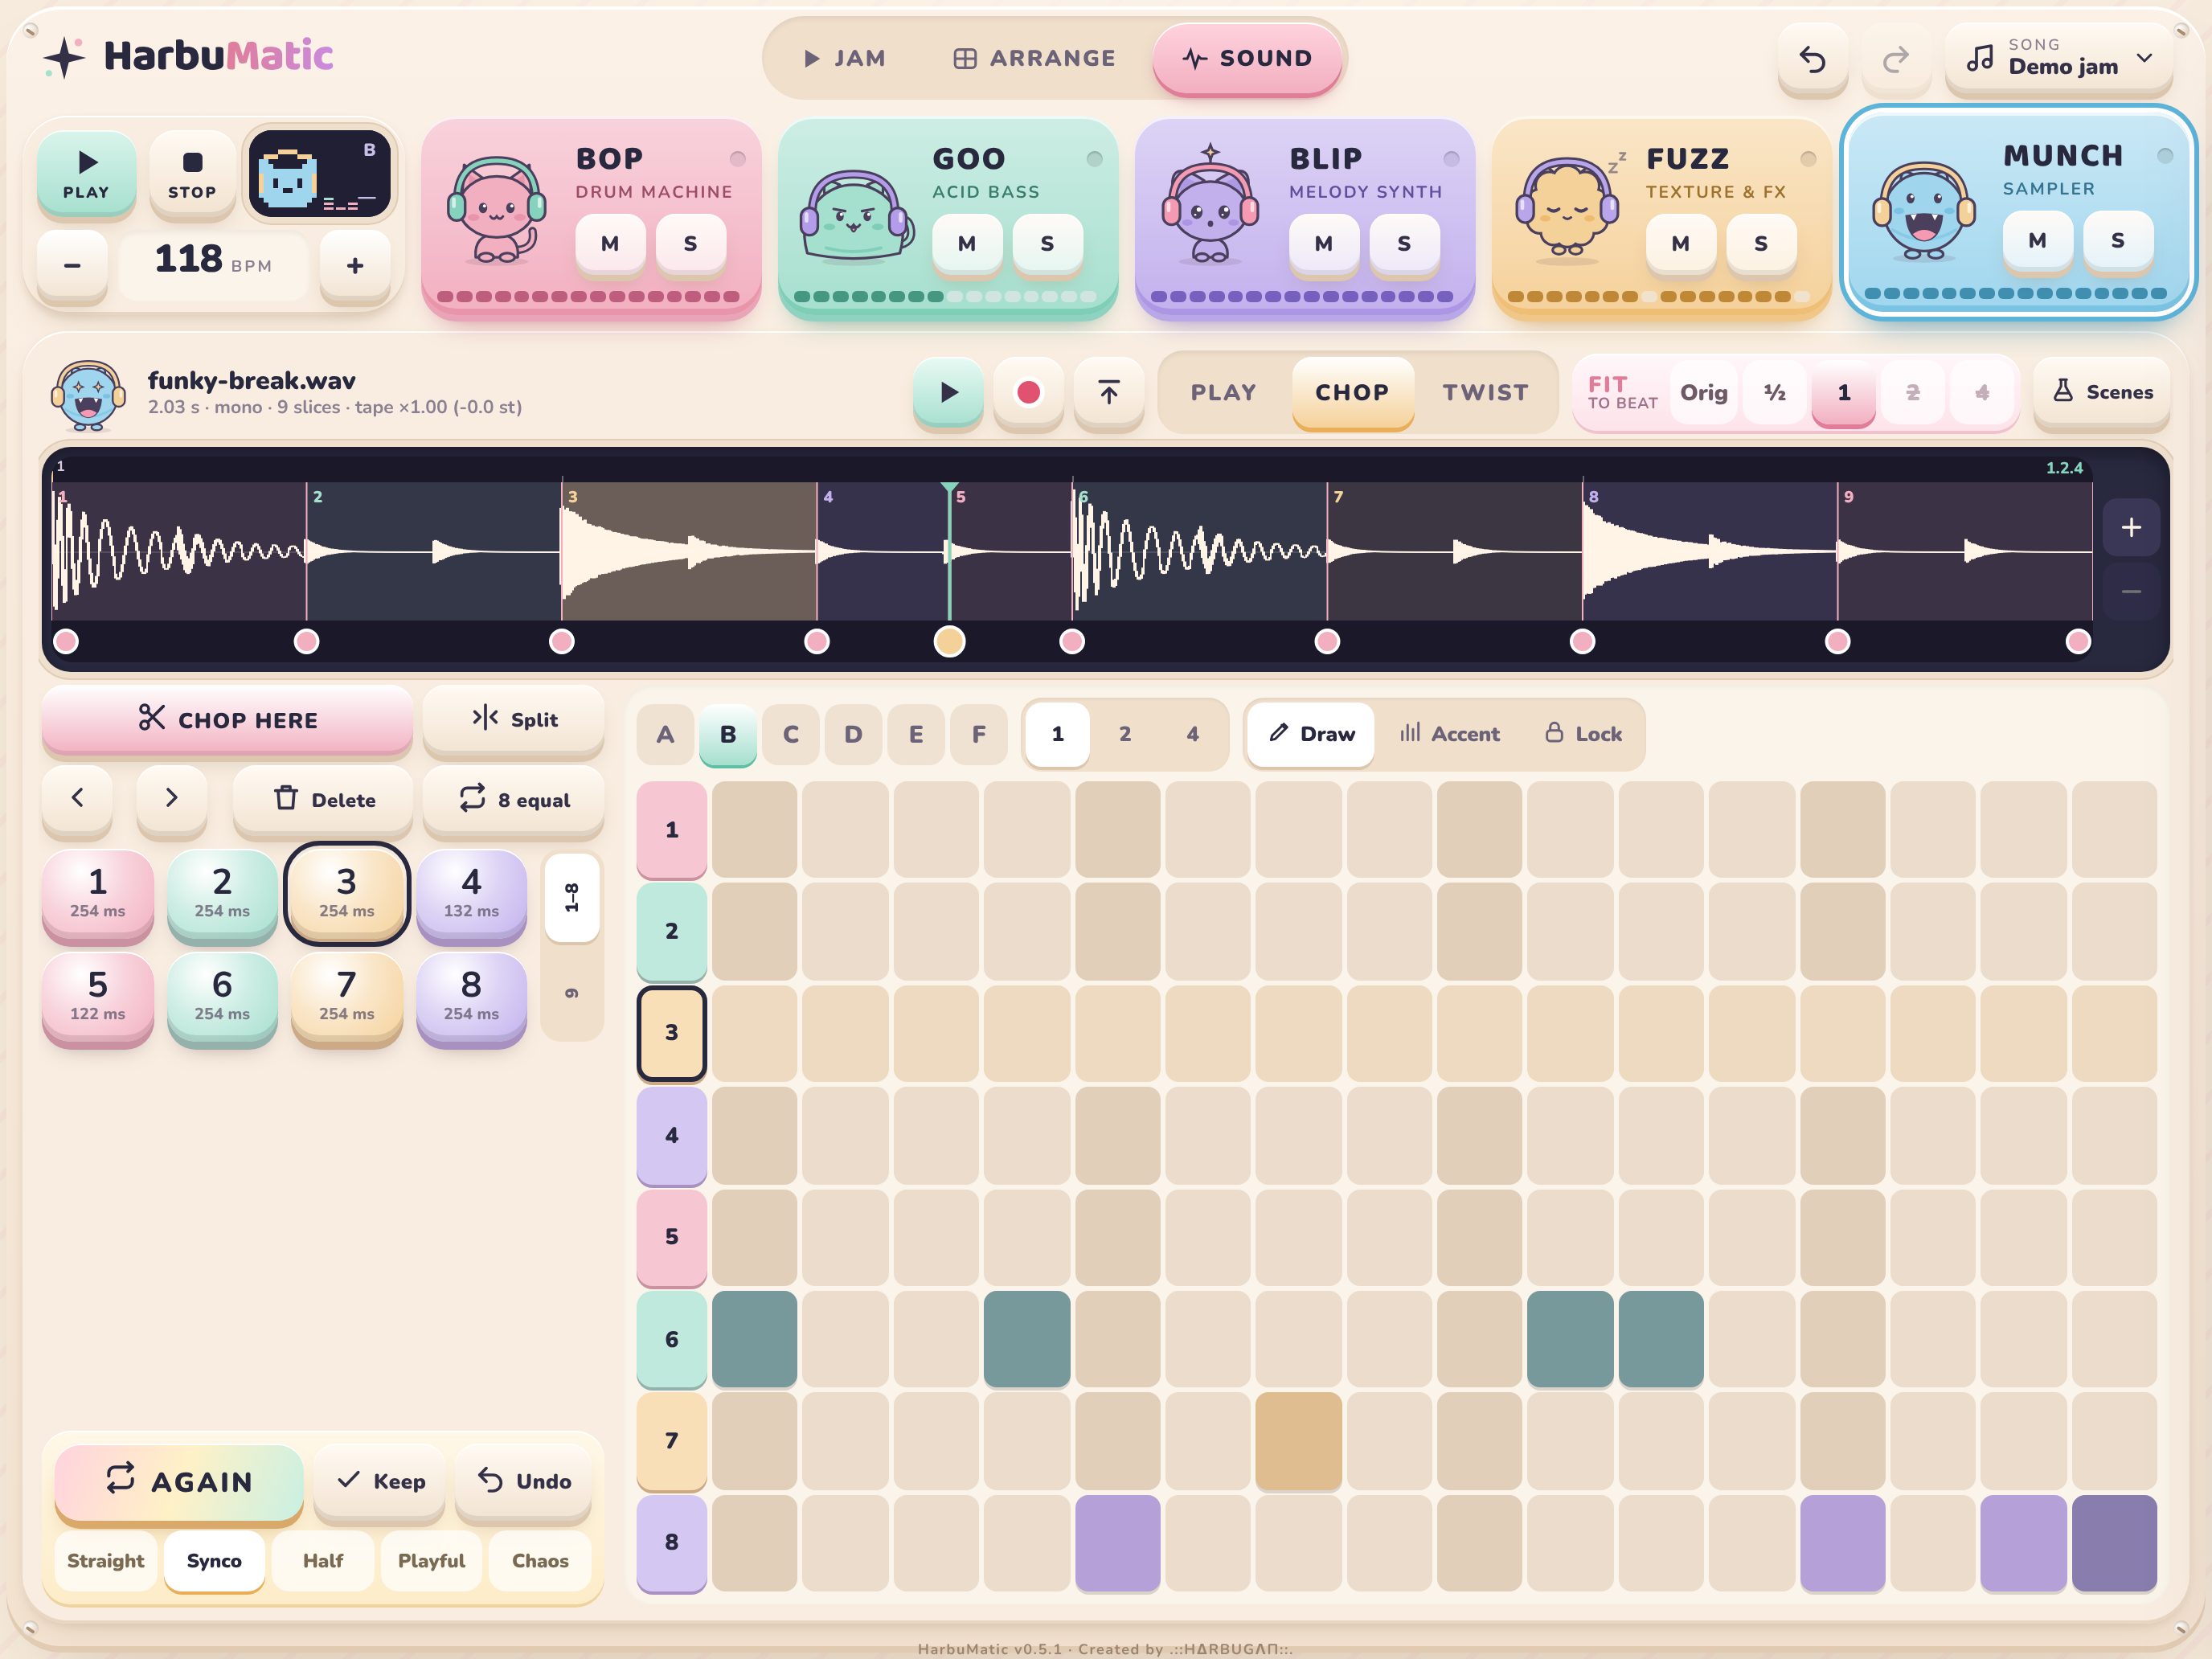 HarbuMatic
JAM
ARRANGE
SOUND
SONG
Demo jam
PLAY
STOP
B
118 BPM
BOP
DRUM MACHINE
M S
GOO
ACID BASS
M S
BLIP
MELODY SYNTH
M S
z z
FUZZ
TEXTURE & FX
M S
MUNCH
SAMPLER
M S
funky-break.wav
2.03 s · mono · 9 slices · tape ×1.00 (-0.0 st)
PLAY CHOP TWIST
FIT
TO BEAT
Orig ½ 1 2 4
Scenes
1 1.2.4
1 2 3 4 5 6 7 8 9
CHOP HERE
Split
Delete
8 equal
1 2 3 4
254 ms 254 ms 254 ms 132 ms
5 6 7 8
122 ms 254 ms 254 ms 254 ms
1–8
9
AGAIN
Keep
Undo
Straight Synco Half Playful Chaos
A B C D E F
1 2 4
Draw Accent Lock
1
2
3
4
5
6
7
8
HarbuMatic v0.5.1 · Created by .::HΔRBUGΛΠ::.